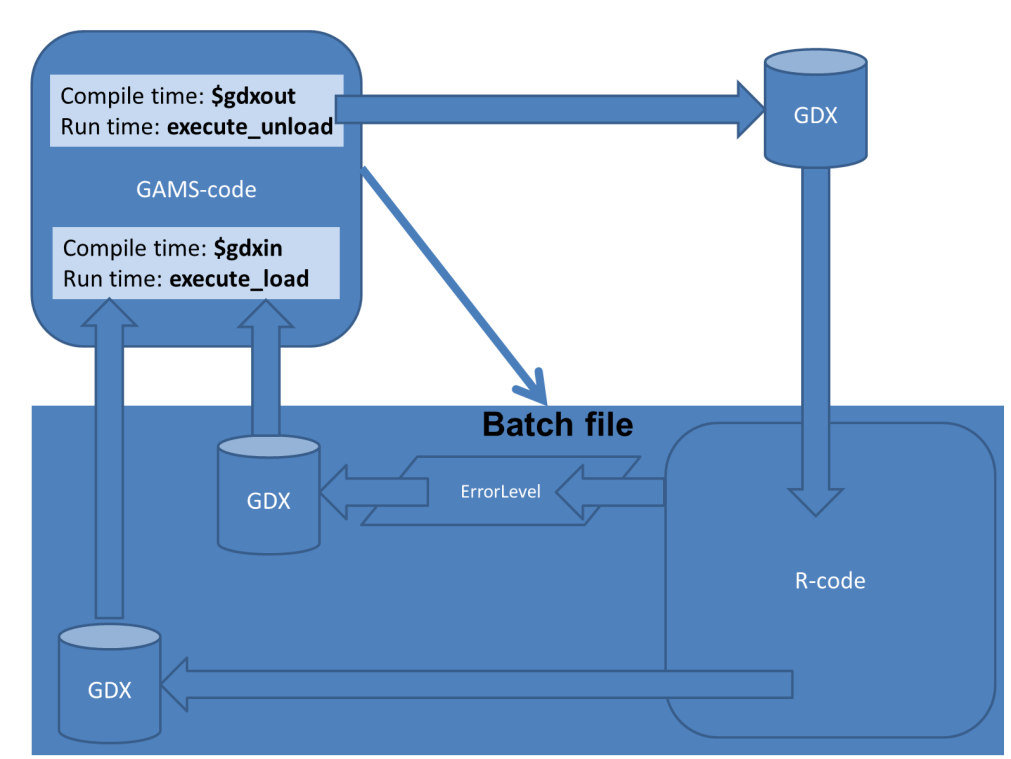 Compile time: $gdxout
Run time: execute_unload
GDX
GAMS-code
Compile time: $gdxin
Run time: execute_load
Batch file
ErrorLevel
GDX
R-code
GDX